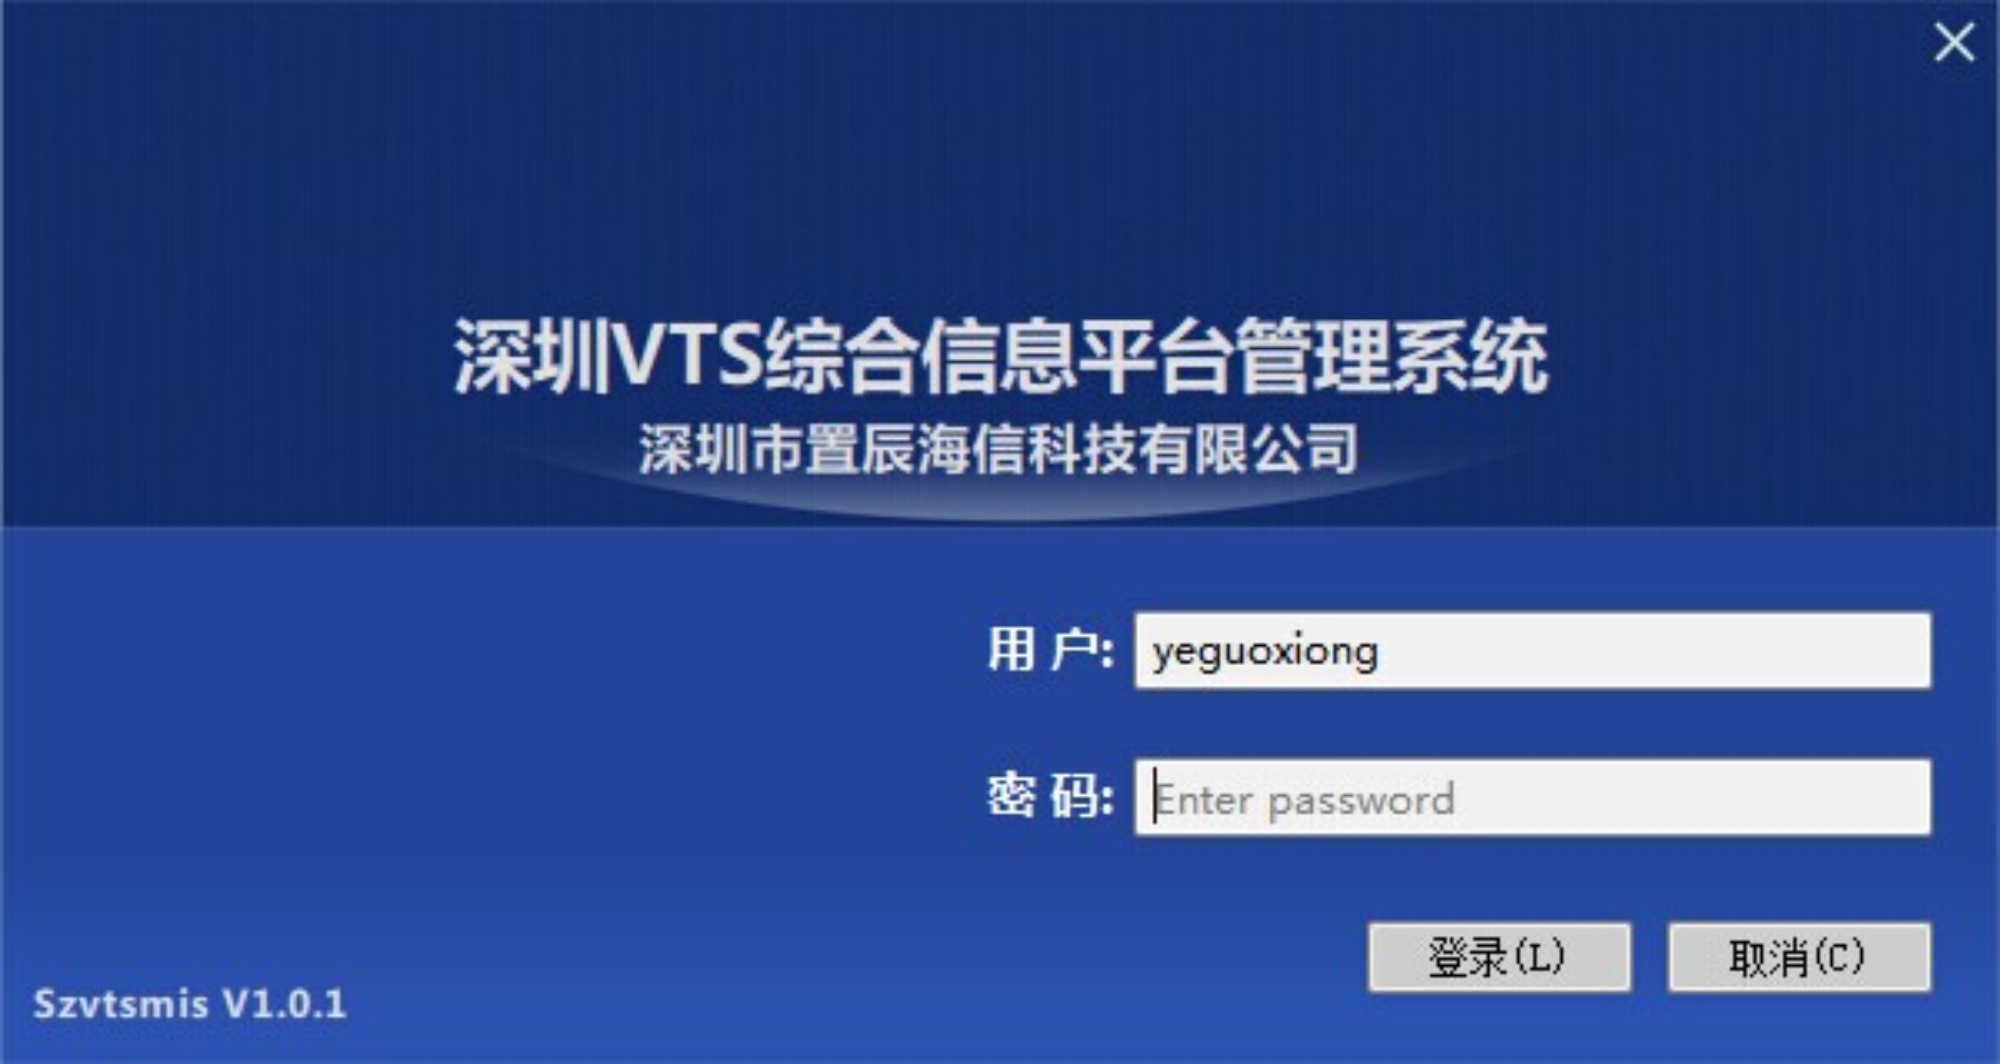 深圳VTS综合信息平台管理系统
深圳市置辰海信科技有限公司
用 户: yeguoxiong
密 码: Enter password
登录(L) 取消(C)
Szvtsmis V1.0.1